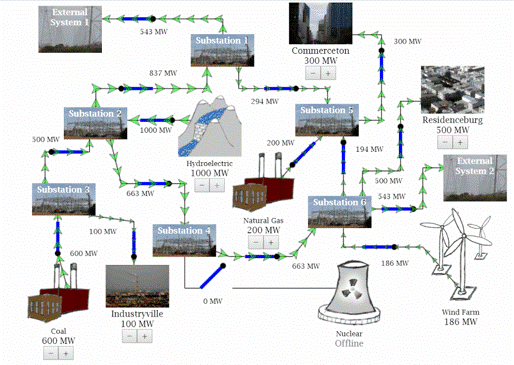 External
System 1
543 MW
Substation 1
Commerceton
300 MW
− +
300 MW
837 MW
294 MW
Substation 2
1000 MW
Hydroelectric
1000 MW
− +
Substation 5
200 MW
194 MW
Residenceburg
500 MW
− +
500 MW
663 MW
External
System 2
500 MW
543 MW
Substation 3
100 MW
Substation 4
Natural Gas
200 MW
− +
Substation 6
663 MW
186 MW
600 MW
0 MW
Industryville
100 MW
− +
Coal
600 MW
− +
Nuclear
Offline
Wind Farm
186 MW